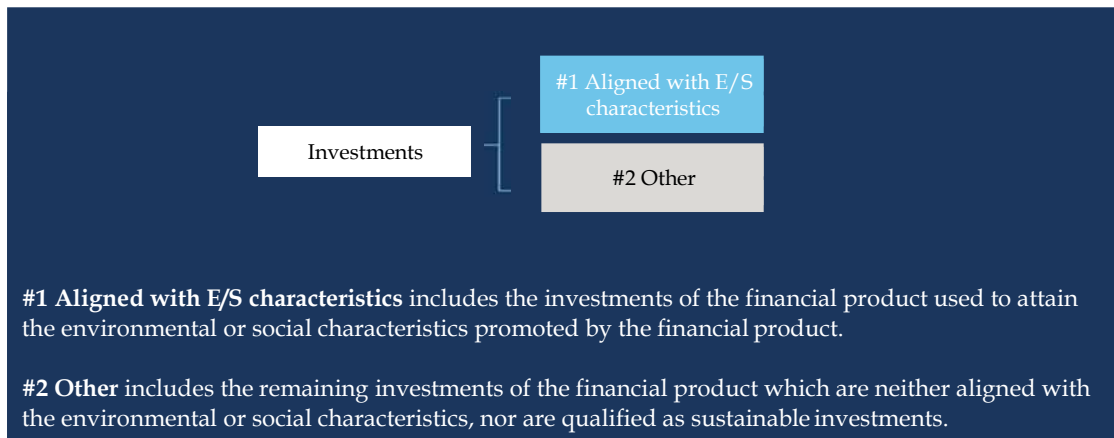 #1 Aligned with E/S
characteristics
Investments
#2 Other
#1 Aligned with E/S characteristics includes the investments of the financial product used to attain
the environmental or social characteristics promoted by the financial product.
#2 Other includes the remaining investments of the financial product which are neither aligned with
the environmental or social characteristics, nor are qualified as sustainable investments.